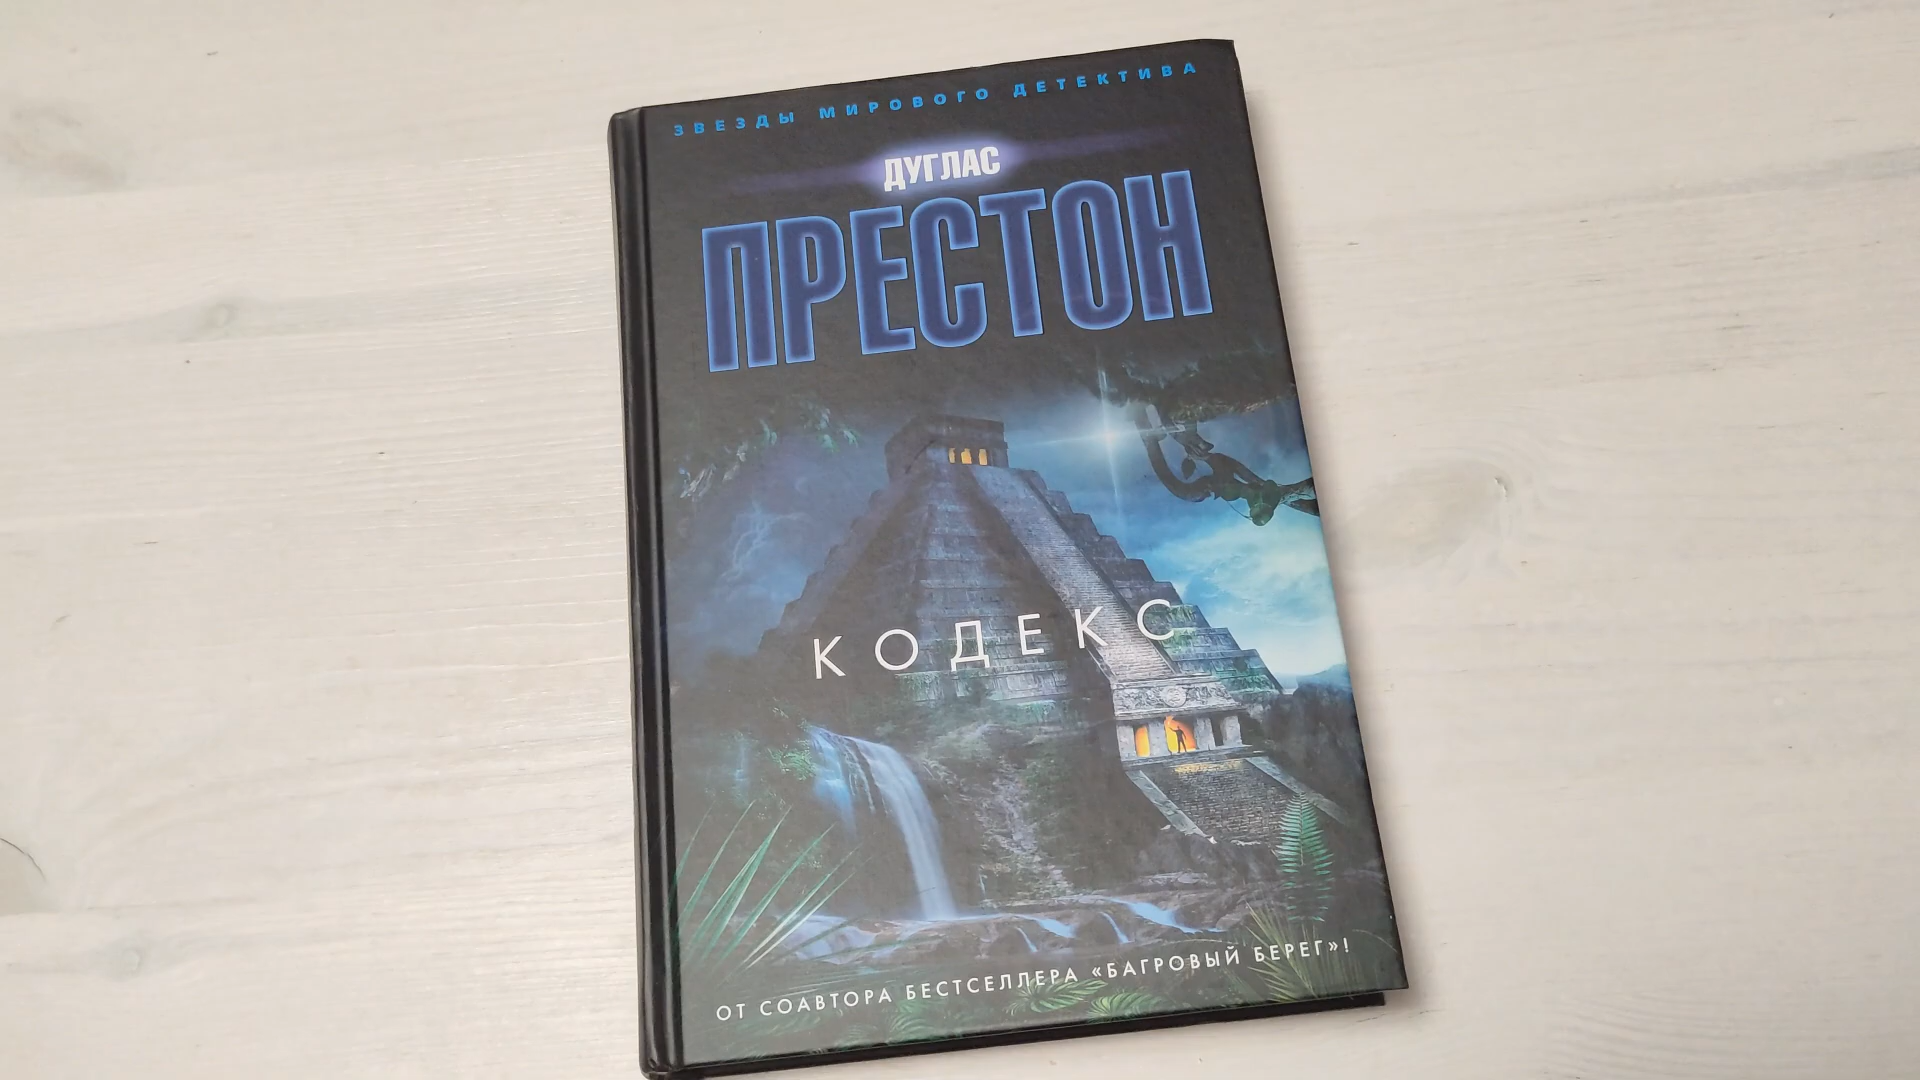 ЗВЕЗДЫ МИРОВОГО ДЕТЕКТИВА
ДУГЛАС
ПРЕСТОН
КОДЕКС
ОТ СОАВТОРА БЕСТСЕЛЛЕРА «БАГРОВЫЙ БЕРЕГ»!